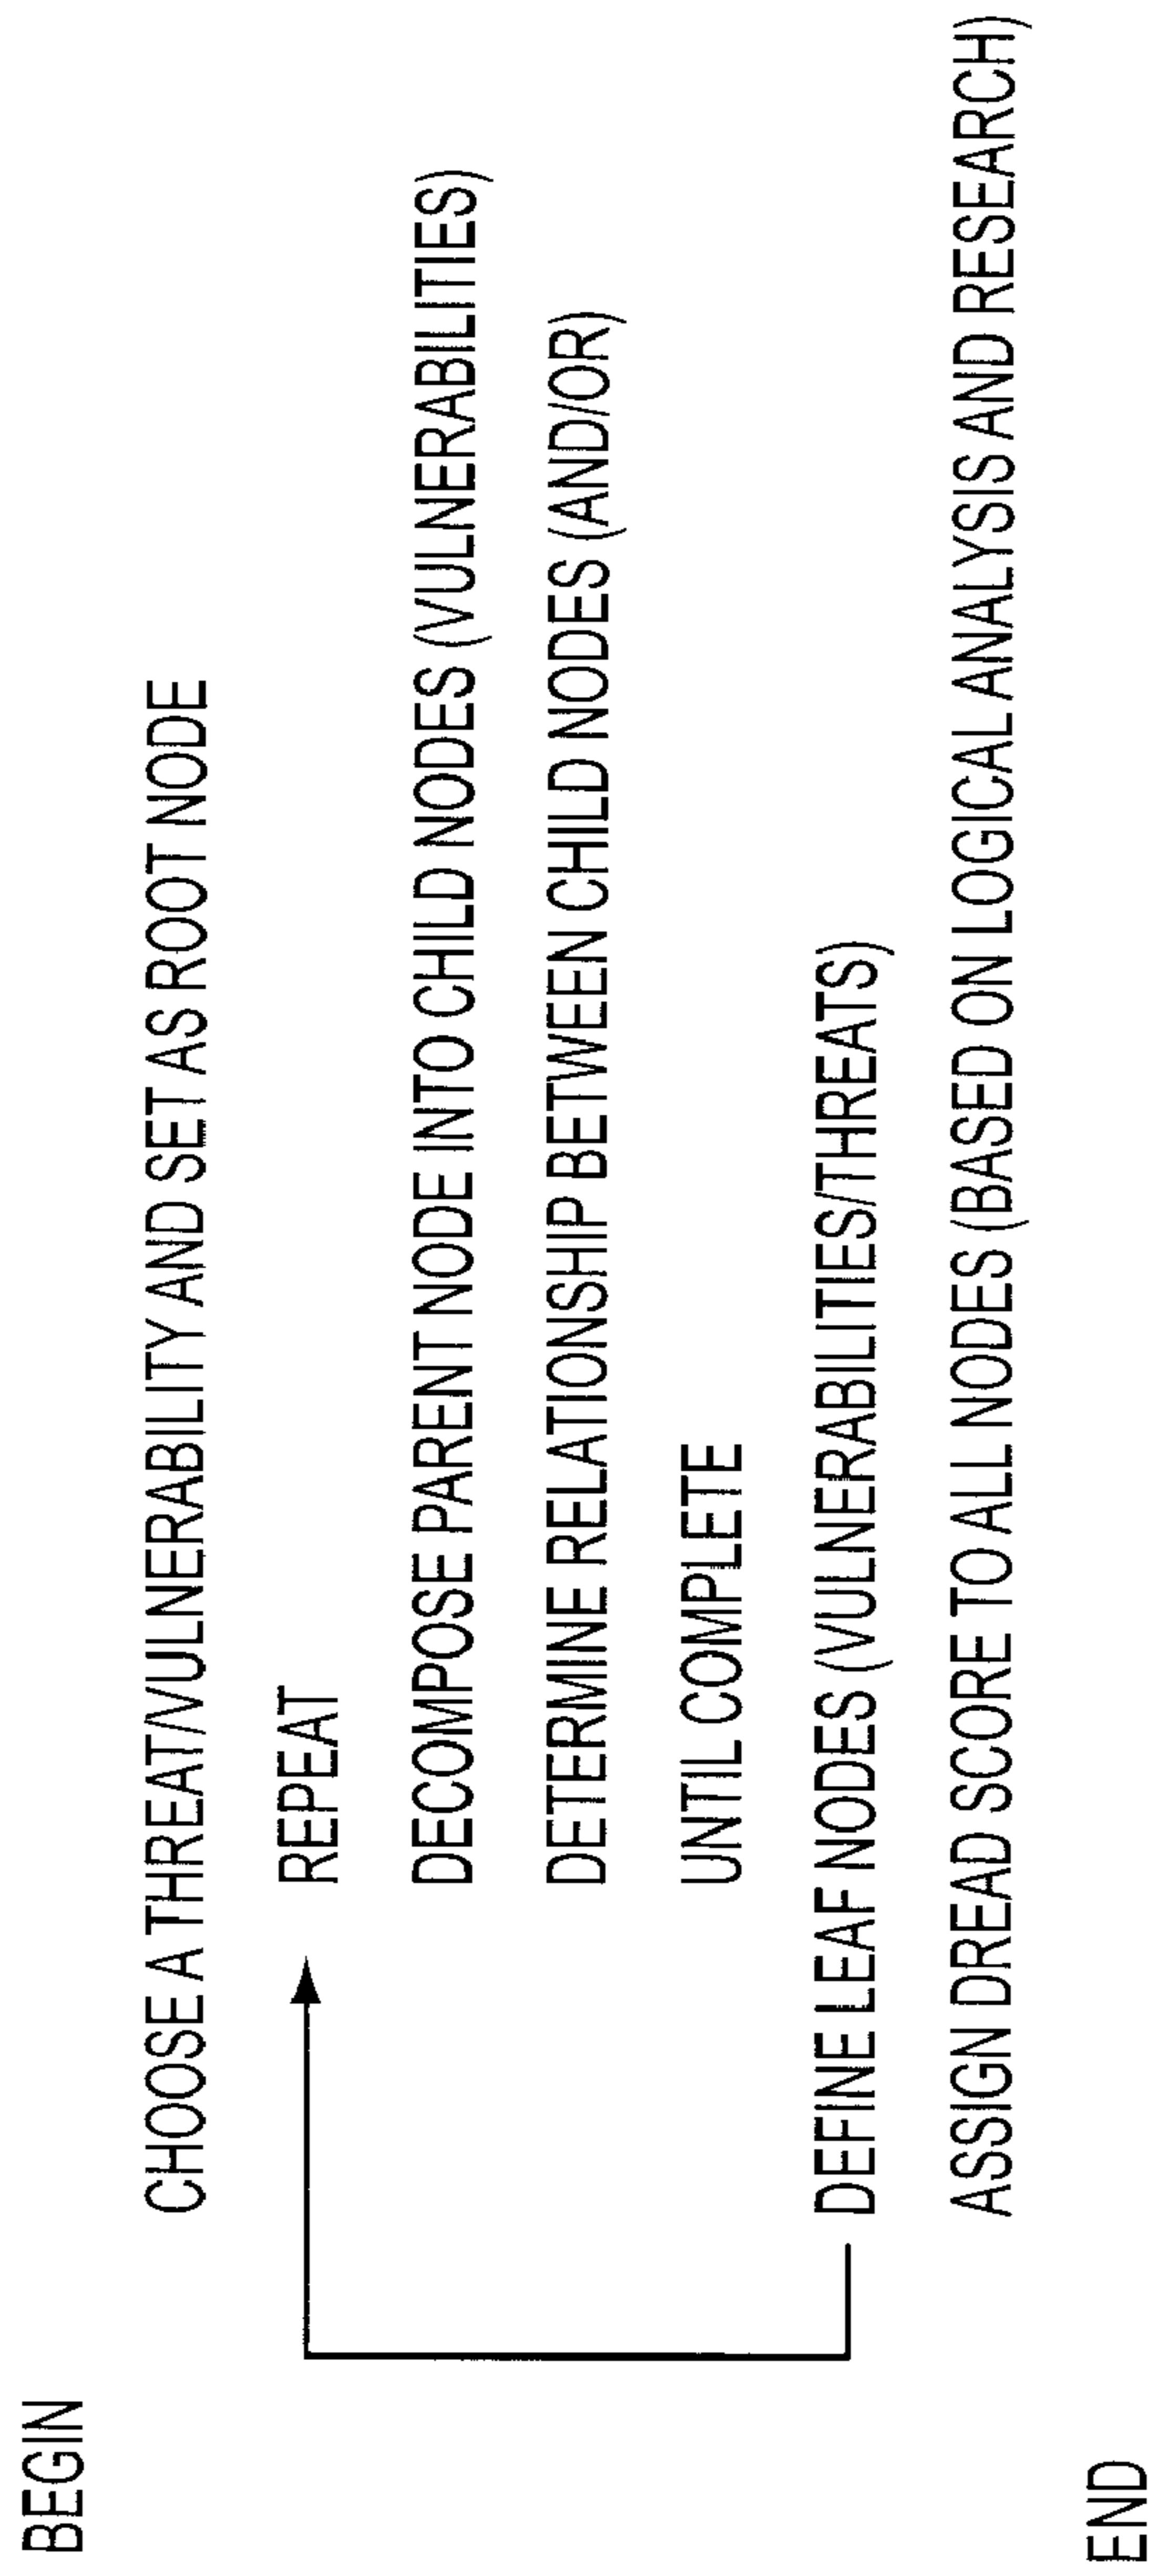 BEGIN
CHOOSE A THREAT/VULNERABILITY AND SET AS ROOT NODE
REPEAT
DECOMPOSE PARENT NODE INTO CHILD NODES (VULNERABILITIES)
DETERMINE RELATIONSHIP BETWEEN CHILD NODES (AND/OR)
UNTIL COMPLETE
DEFINE LEAF NODES (VULNERABILITIES/THREATS)
ASSIGN DREAD SCORE TO ALL NODES (BASED ON LOGICAL ANALYSIS AND RESEARCH)
END